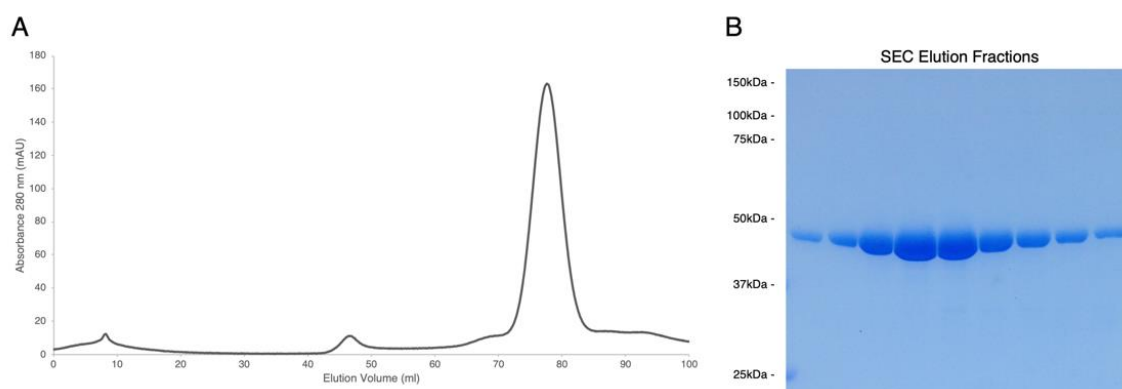 A
180
160
140
120
100
80
60
40
20
0
Absorbance 280 nm (mAU)
0 10 20 30 40 50 60 70 80 90 100
Elution Volume (ml)
B
SEC Elution Fractions
150kDa -
100kDa -
75kDa -
50kDa -
37kDa -
25kDa -